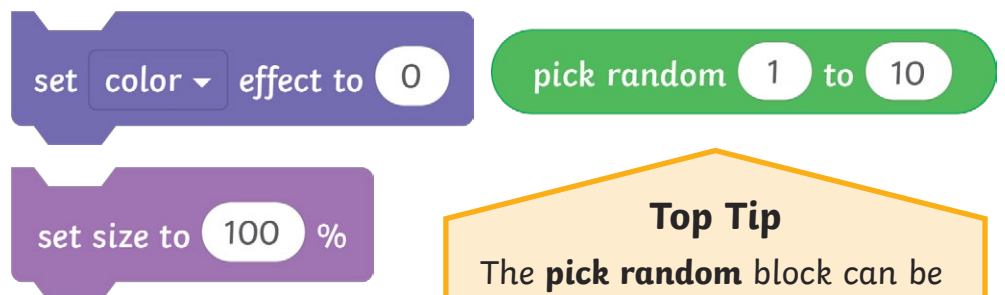 set color effect to 0
pick random 1 to 10
set size to 100 %
Top Tip
The pick random block can be